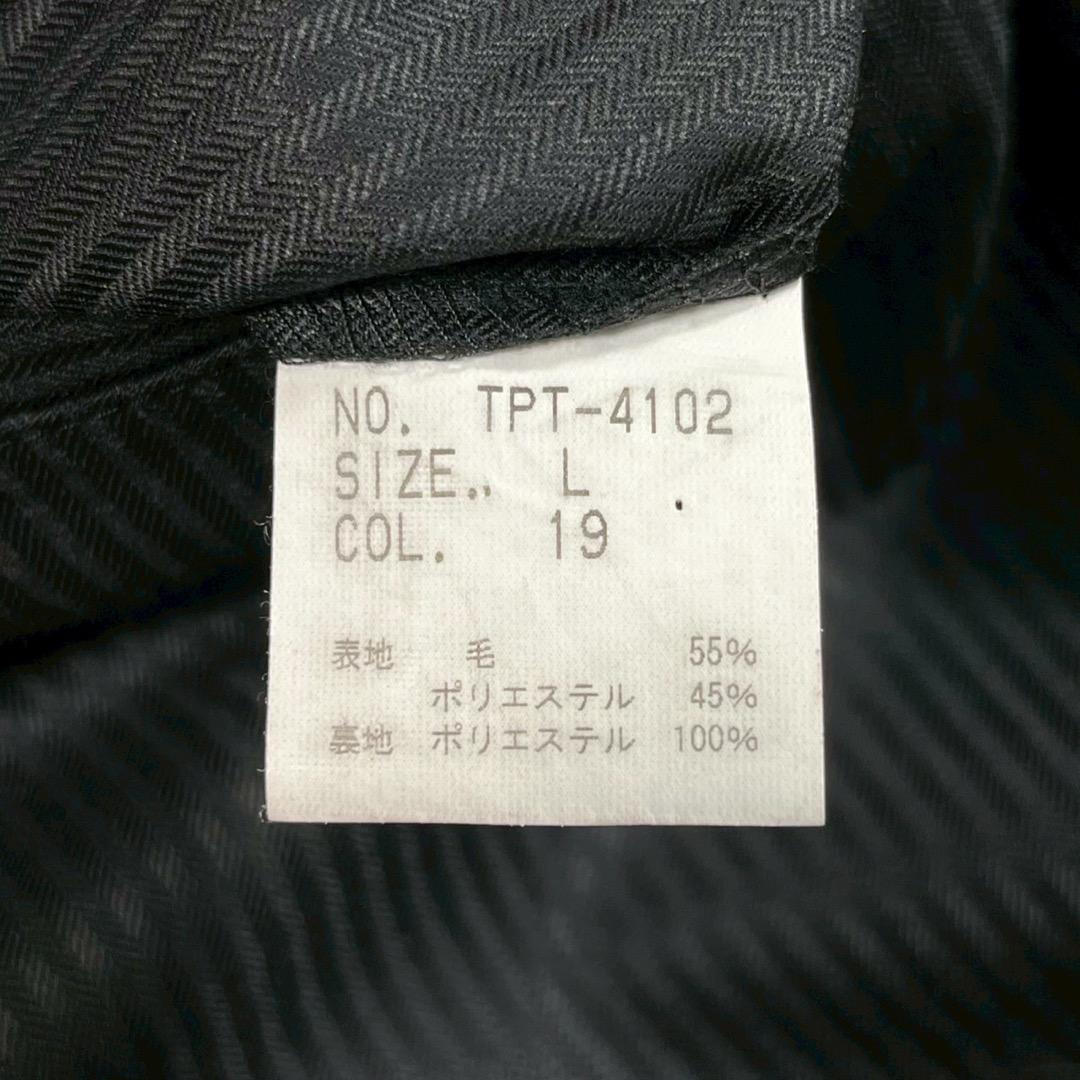 NO. TPT-4102
SIZE.. L
COL. 19
表地 毛 55%
ポリエステル 45%
裏地 ポリエステル 100%